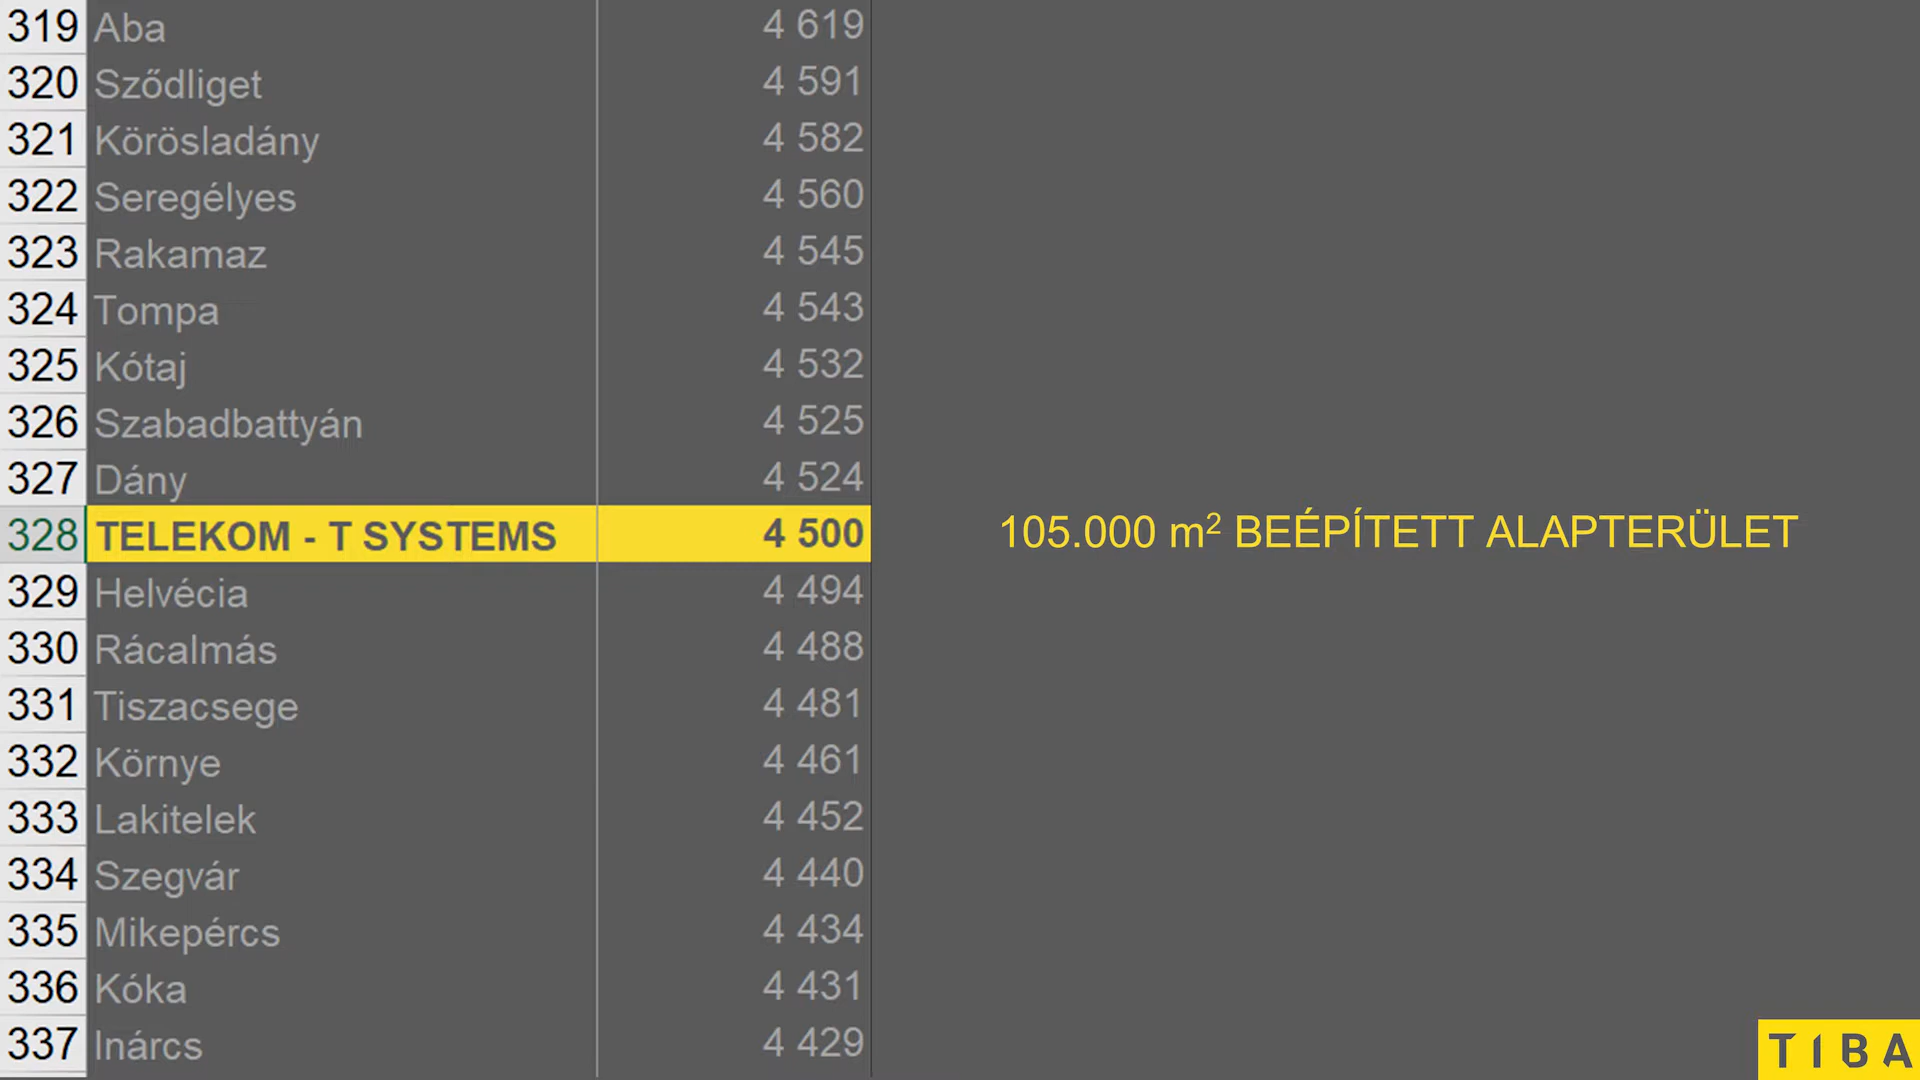 319 Aba 4 619
320 Sződliget 4 591
321 Körösladány 4 582
322 Seregélyes 4 560
323 Rakamaz 4 545
324 Tompa 4 543
325 Kótaj 4 532
326 Szabadbattyán 4 525
327 Dány 4 524
328 TELEKOM - T SYSTEMS 4 500 105.000 m² BEÉPÍTETT ALAPTERÜLET
329 Helvécia 4 494
330 Rácalmás 4 488
331 Tiszacsege 4 481
332 Környe 4 461
333 Lakitelek 4 452
334 Szegvár 4 440
335 Mikepércs 4 434
336 Kóka 4 431
337 Inárcs 4 429
TIBA